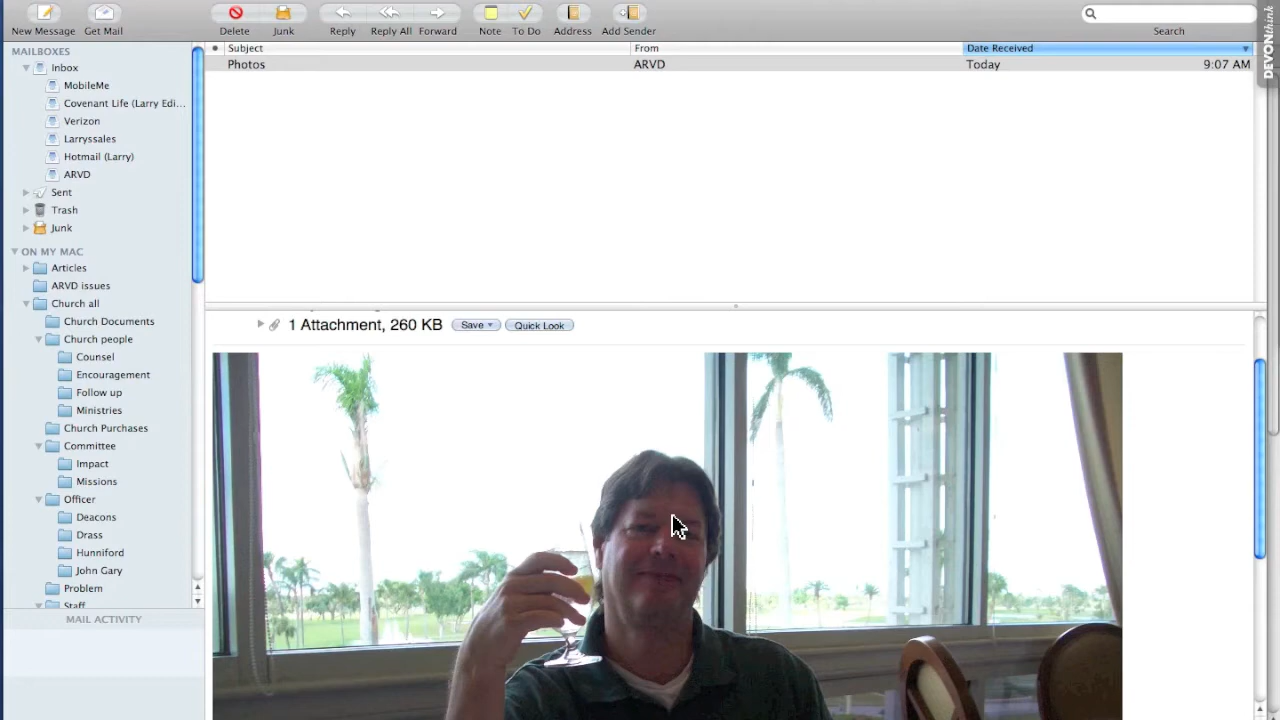 New Message
Get Mail
Delete
Junk
Reply
Reply All
Forward
Note
To Do
Address
Add Sender
Search
DEVONthink
MAILBOXES
Inbox
MobileMe
Covenant Life (Larry Edi...
Verizon
Larryssales
Hotmail (Larry)
ARVD
Sent
Trash
Junk
ON MY MAC
Articles
ARVD issues
Church all
Church Documents
Church people
Counsel
Encouragement
Follow up
Ministries
Church Purchases
Committee
Impact
Missions
Officer
Deacons
Drass
Hunniford
John Gary
Problem
Staff
MAIL ACTIVITY
Subject From Date Received
Photos ARVD Today 9:07 AM
1 Attachment, 260 KB Save Quick Look